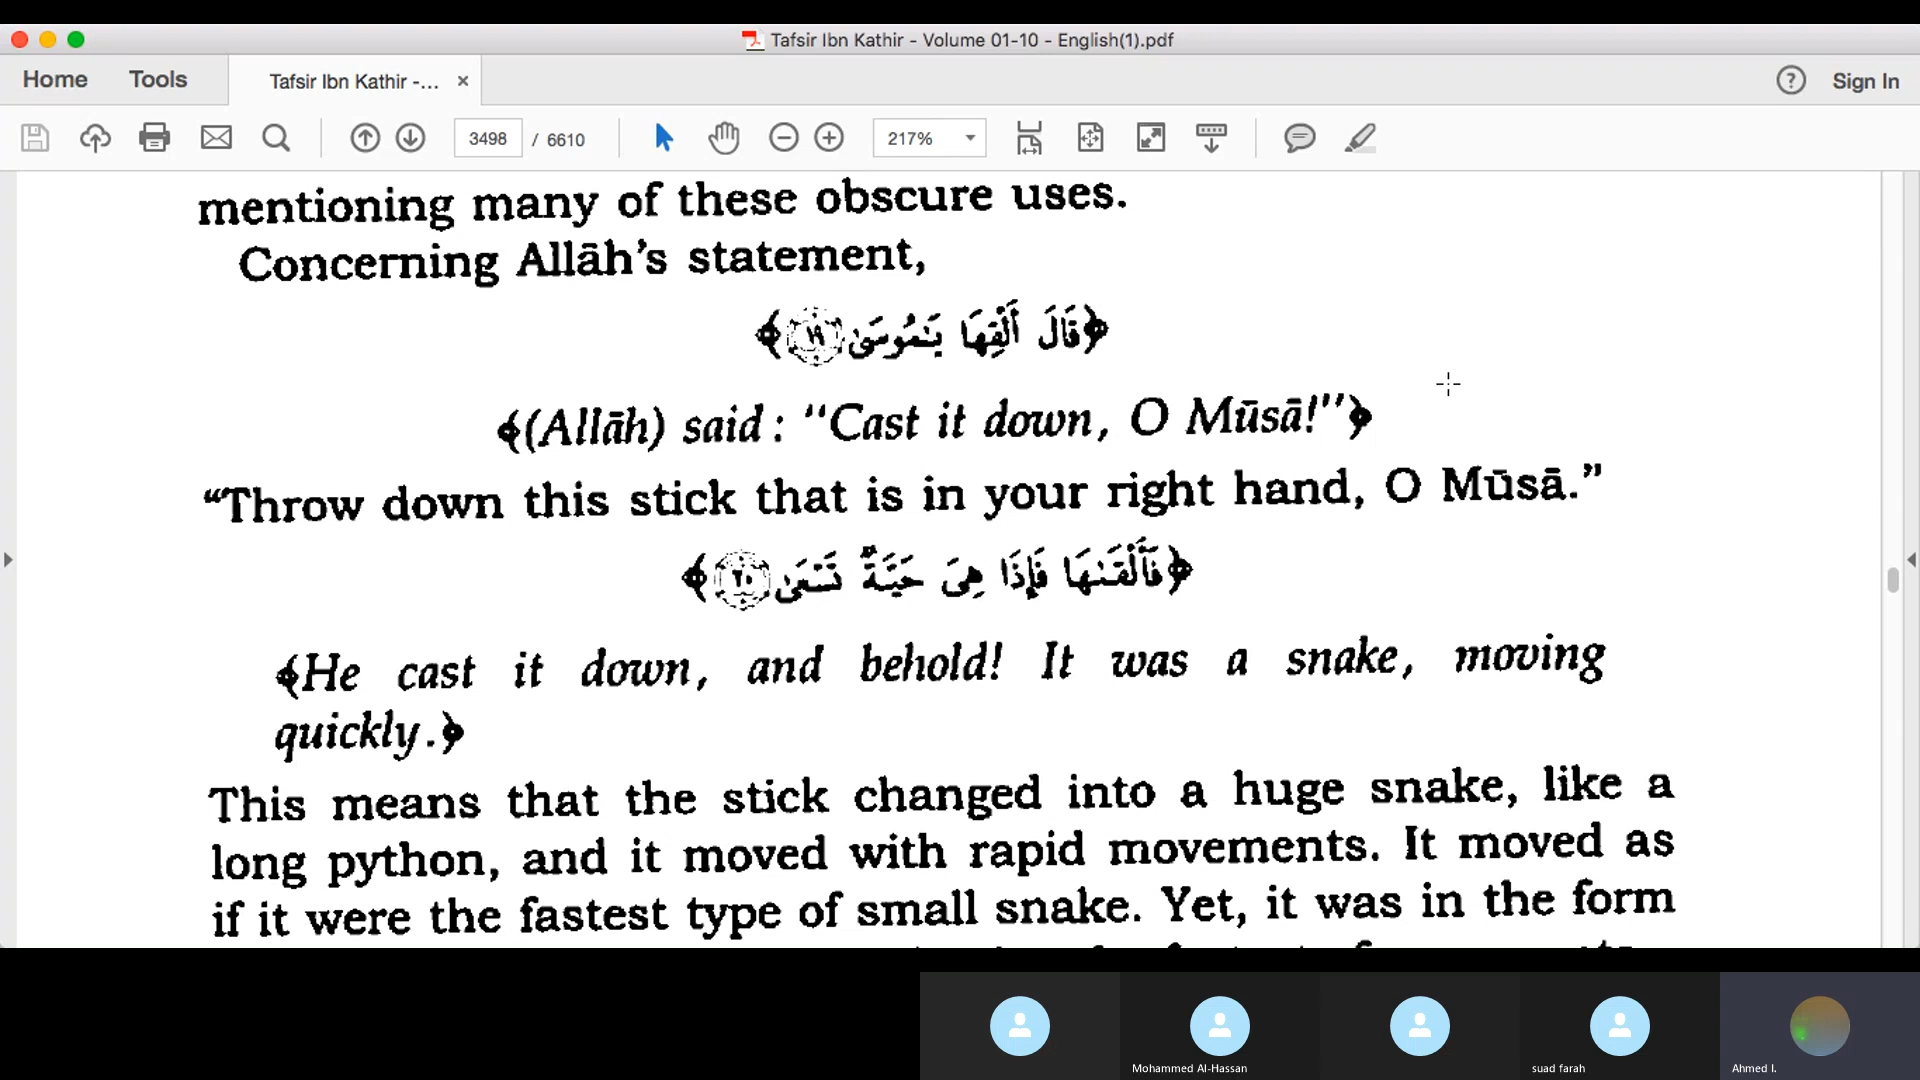 Tafsir Ibn Kathir - Volume 01-10 - English(1).pdf
Home Tools Tafsir Ibn Kathir -... × ? Sign In
3498 / 6610 217%
mentioning many of these obscure uses.
Concerning Allāh's statement,
﴿قَالَ أَلْقِهَا يَـٰمُوسَىٰ ١٩﴾
﴾(Allāh) said: "Cast it down, O Mūsā!"﴿
"Throw down this stick that is in your right hand, O Mūsā."
﴿فَأَلْقَـٰهَا فَإِذَا هِىَ حَيَّةٌ تَسْعَىٰ ٢٠﴾
﴾He cast it down, and behold! It was a snake, moving
quickly.﴿
This means that the stick changed into a huge snake, like a
long python, and it moved with rapid movements. It moved as
if it were the fastest type of small snake. Yet, it was in the form
Mohammed Al-Hassan
suad farah
Ahmed I.